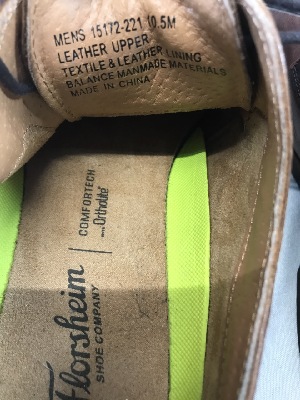 MENS 15172-221 10.5M
LEATHER UPPER
TEXTILE & LEATHER LINING
BALANCE MANMADE MATERIALS
MADE IN CHINA
COMFORTECH
Ortholite
Florsheim
SHOE COMPANY